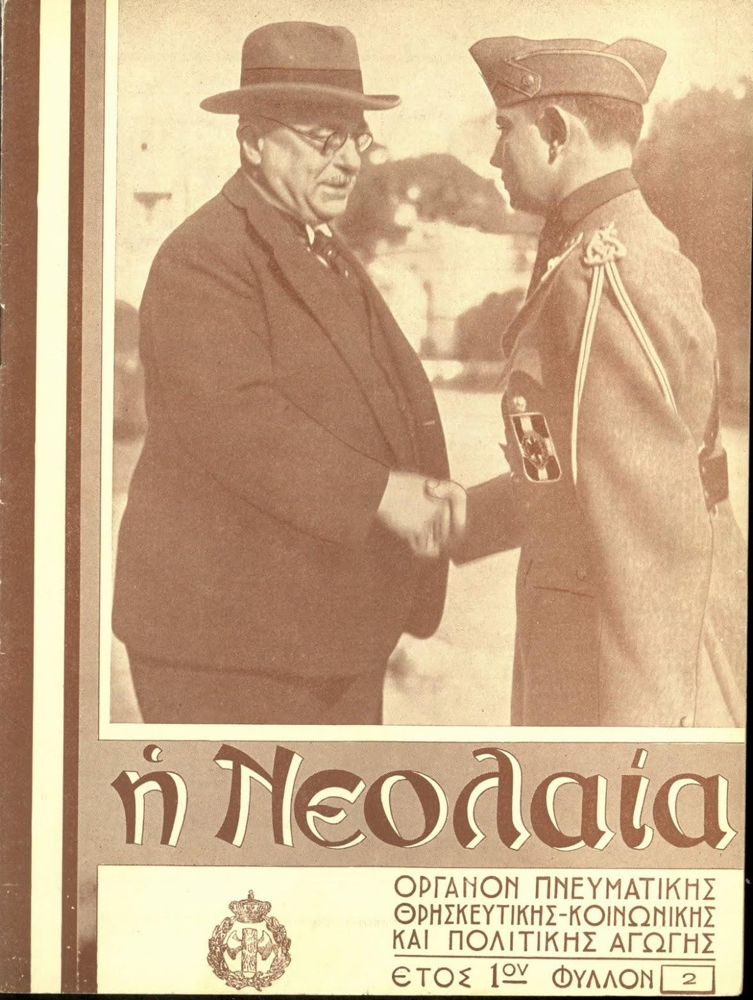 ἡ Νεολαία
ΟΡΓΑΝΟΝ ΠΝΕΥΜΑΤΙΚΗΣ
ΘΡΗΣΚΕΥΤΙΚΗΣ-ΚΟΙΝΩΝΙΚΗΣ
ΚΑΙ ΠΟΛΙΤΙΚΗΣ ΑΓΩΓΗΣ
ΕΤΟΣ 1ΟΝ ΦΥΛΛΟΝ 2